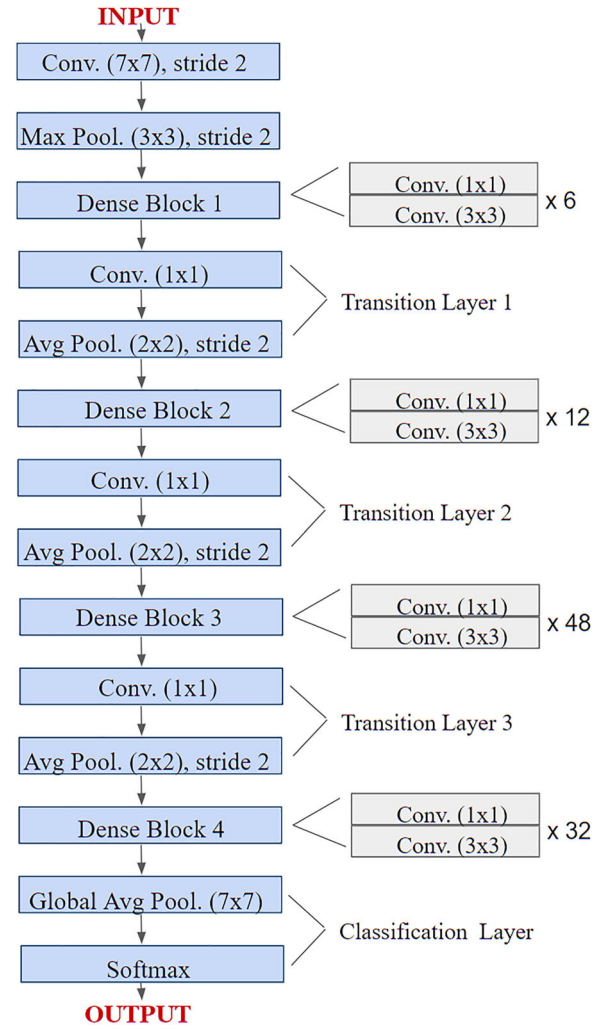 INPUT
Conv. (7x7), stride 2
Max Pool. (3x3), stride 2
Dense Block 1
Conv. (1x1)
Conv. (3x3)
x 6
Conv. (1x1)
Avg Pool. (2x2), stride 2
Transition Layer 1
Dense Block 2
Conv. (1x1)
Conv. (3x3)
x 12
Conv. (1x1)
Avg Pool. (2x2), stride 2
Transition Layer 2
Dense Block 3
Conv. (1x1)
Conv. (3x3)
x 48
Conv. (1x1)
Avg Pool. (2x2), stride 2
Transition Layer 3
Dense Block 4
Conv. (1x1)
Conv. (3x3)
x 32
Global Avg Pool. (7x7)
Softmax
Classification Layer
OUTPUT